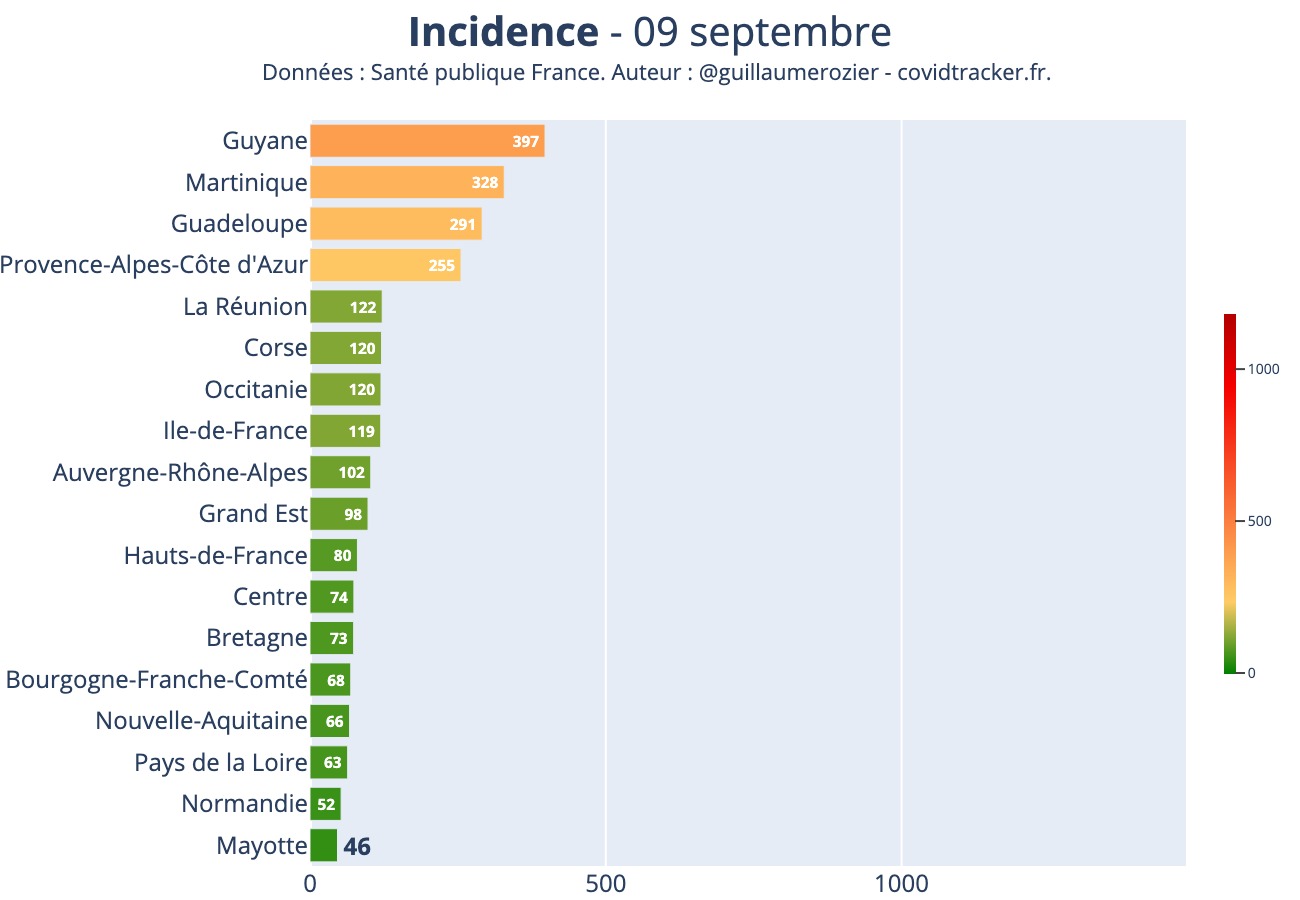 Incidence - 09 septembre
Données : Santé publique France. Auteur : @guillaumerozier - covidtracker.fr.
Guyane 397
Martinique 328
Guadeloupe 291
Provence-Alpes-Côte d'Azur 255
La Réunion 122
Corse 120
Occitanie 120
Ile-de-France 119
Auvergne-Rhône-Alpes 102
Grand Est 98
Hauts-de-France 80
Centre 74
Bretagne 73
Bourgogne-Franche-Comté 68
Nouvelle-Aquitaine 66
Pays de la Loire 63
Normandie 52
Mayotte 46
0 500 1000
1000
500
0